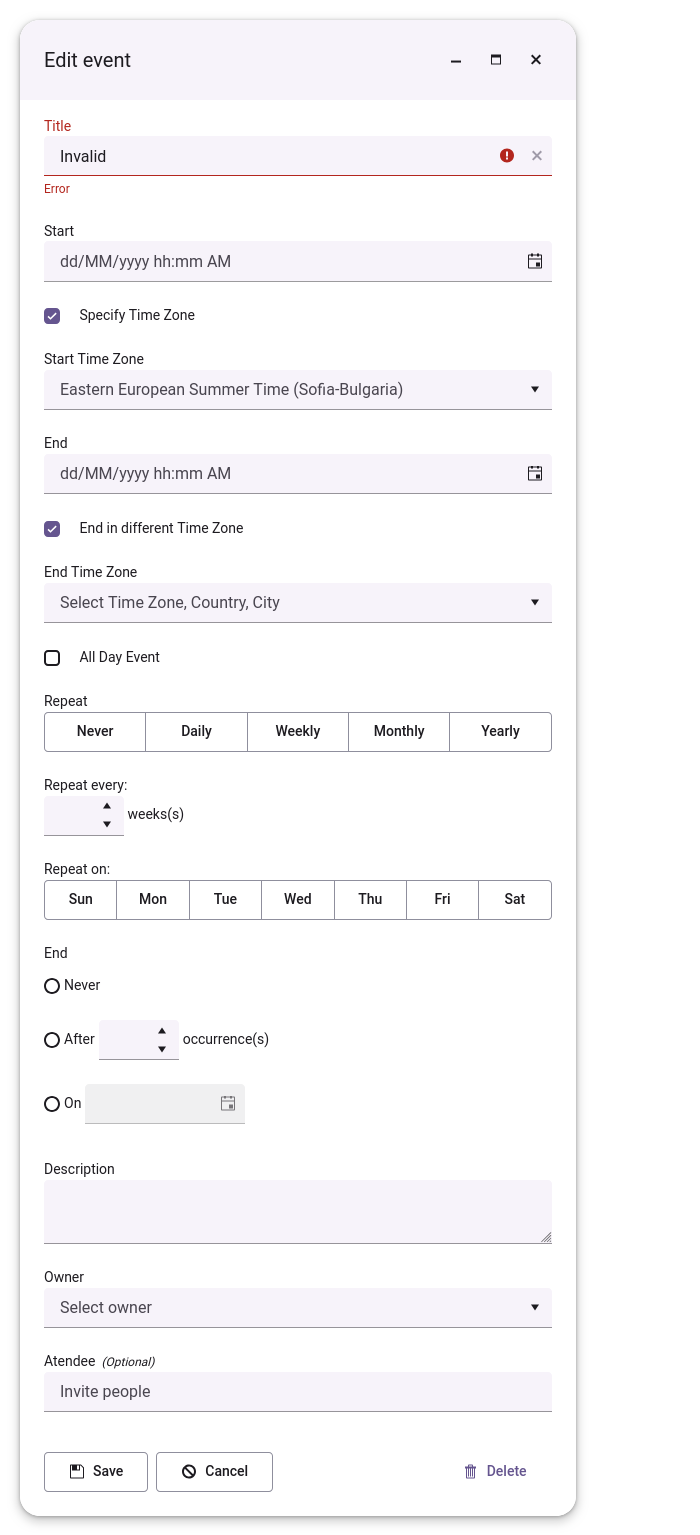 Edit event
Title
Invalid
Error
Start
dd/MM/yyyy hh:mm AM
Specify Time Zone
Start Time Zone
Eastern European Summer Time (Sofia-Bulgaria)
End
dd/MM/yyyy hh:mm AM
End in different Time Zone
End Time Zone
Select Time Zone, Country, City
All Day Event
Repeat
Never Daily Weekly Monthly Yearly
Repeat every:
weeks(s)
Repeat on:
Sun Mon Tue Wed Thu Fri Sat
End
Never
After occurrence(s)
On
Description
Owner
Select owner
Atendee (Optional)
Invite people
Save Cancel Delete